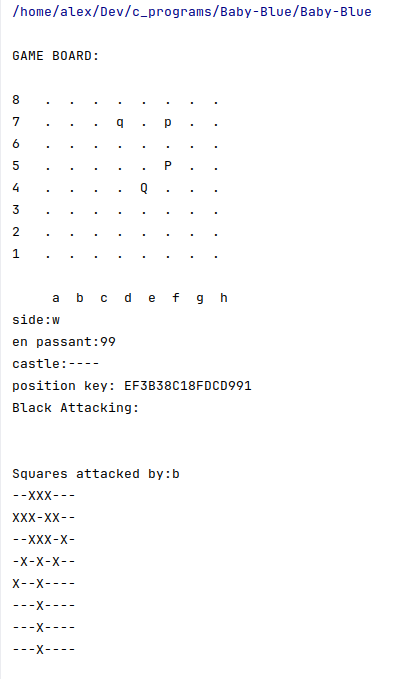 /home/alex/Dev/c_programs/Baby-Blue/Baby-Blue
GAME BOARD:
8 . . . . . . . .
7 . . . q . p . .
6 . . . . . . . .
5 . . . . . P . .
4 . . . . Q . . .
3 . . . . . . . .
2 . . . . . . . .
1 . . . . . . . .
a b c d e f g h
side:w
en passant:99
castle:----
position key: EF3B38C18FDCD991
Black Attacking:
Squares attacked by:b
--XXX---
XXX-XX--
--XXX-X-
-X-X-X--
X--X----
---X----
---X----
---X----